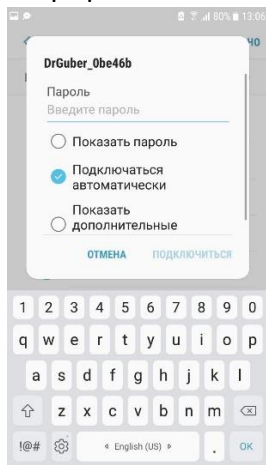 80% 13:06
НО
DrGuber_0be46b
Пароль
Введите пароль
Показать пароль
Подключаться
автоматически
Показать
дополнительные
ОТМЕНА ПОДКЛЮЧИТЬСЯ
1 2 3 4 5 6 7 8 9 0
q w e r t y u i o p
a s d f g h j k l
z x c v b n m
!@# English (US) . OK